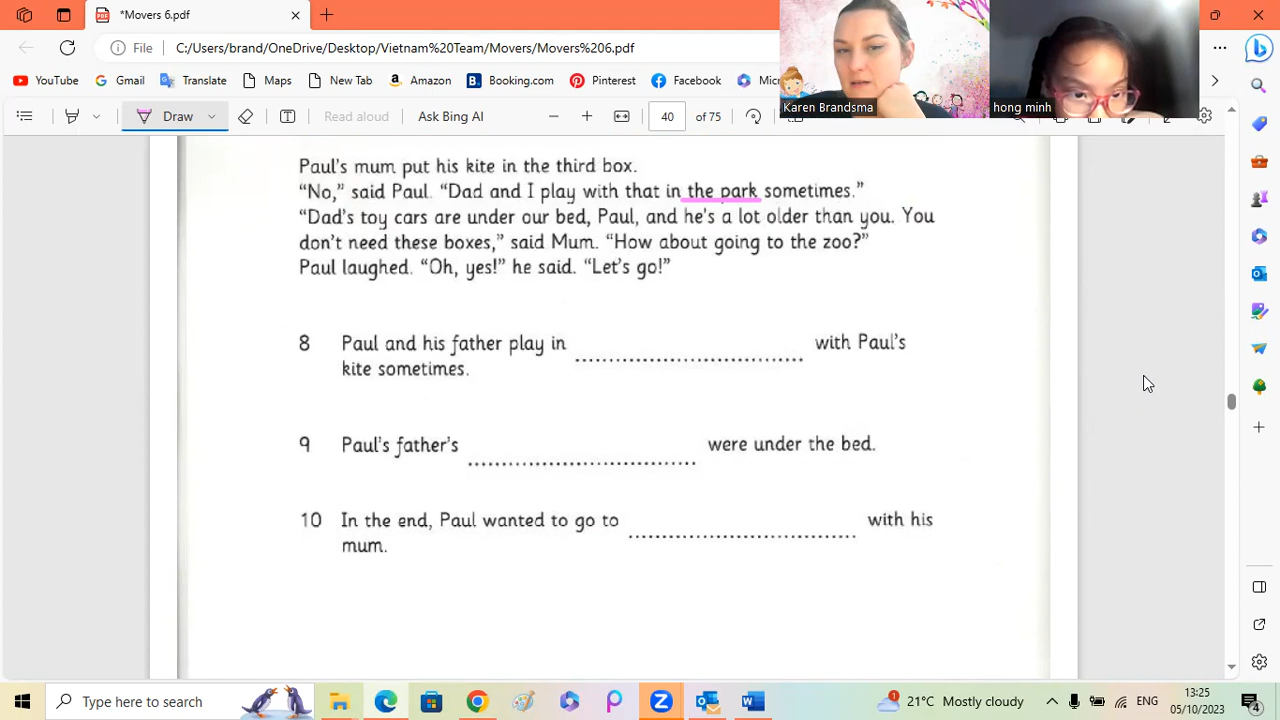 *Movers 6.pdf
File C:/Users/brand/OneDrive/Desktop/Vietnam%20Team/Movers/Movers%206.pdf
YouTube Gmail Translate Maps New Tab Amazon Booking.com Pinterest Facebook
Draw Read aloud Ask Bing AI 40 of 75
Karen Brandsma
hong minh
Paul's mum put his kite in the third box.
“No,” said Paul. “Dad and I play with that in the park sometimes.”
“Dad's toy cars are under our bed, Paul, and he's a lot older than you. You
don't need these boxes,” said Mum. “How about going to the zoo?”
Paul laughed. “Oh, yes!” he said. “Let's go!”
8 Paul and his father play in ........................................ with Paul's
kite sometimes.
9 Paul's father's ........................................ were under the bed.
10 In the end, Paul wanted to go to ........................................ with his
mum.
Type here to search
1
21°C Mostly cloudy
ENG
13:25
05/10/2023
4